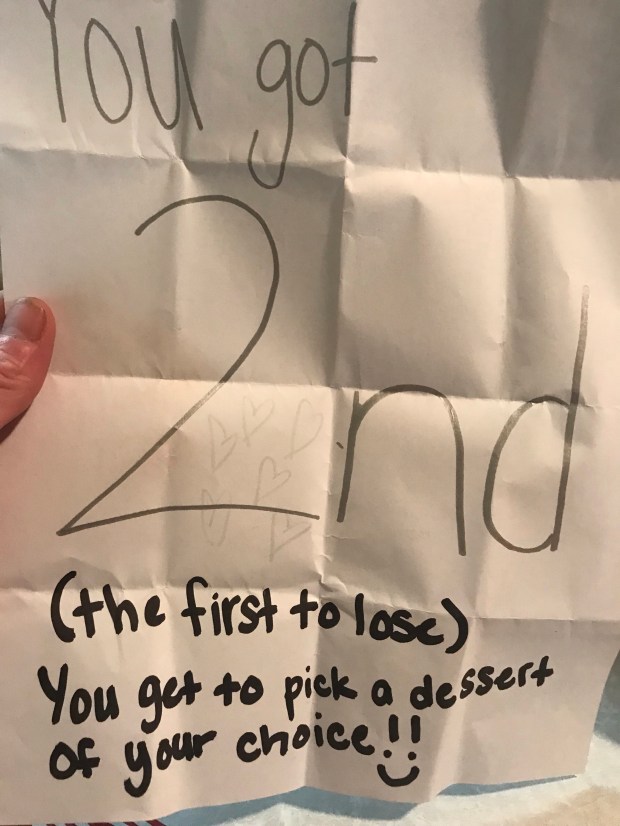 You got
2nd
(the first to lose)
You get to pick a dessert
of your choice!!